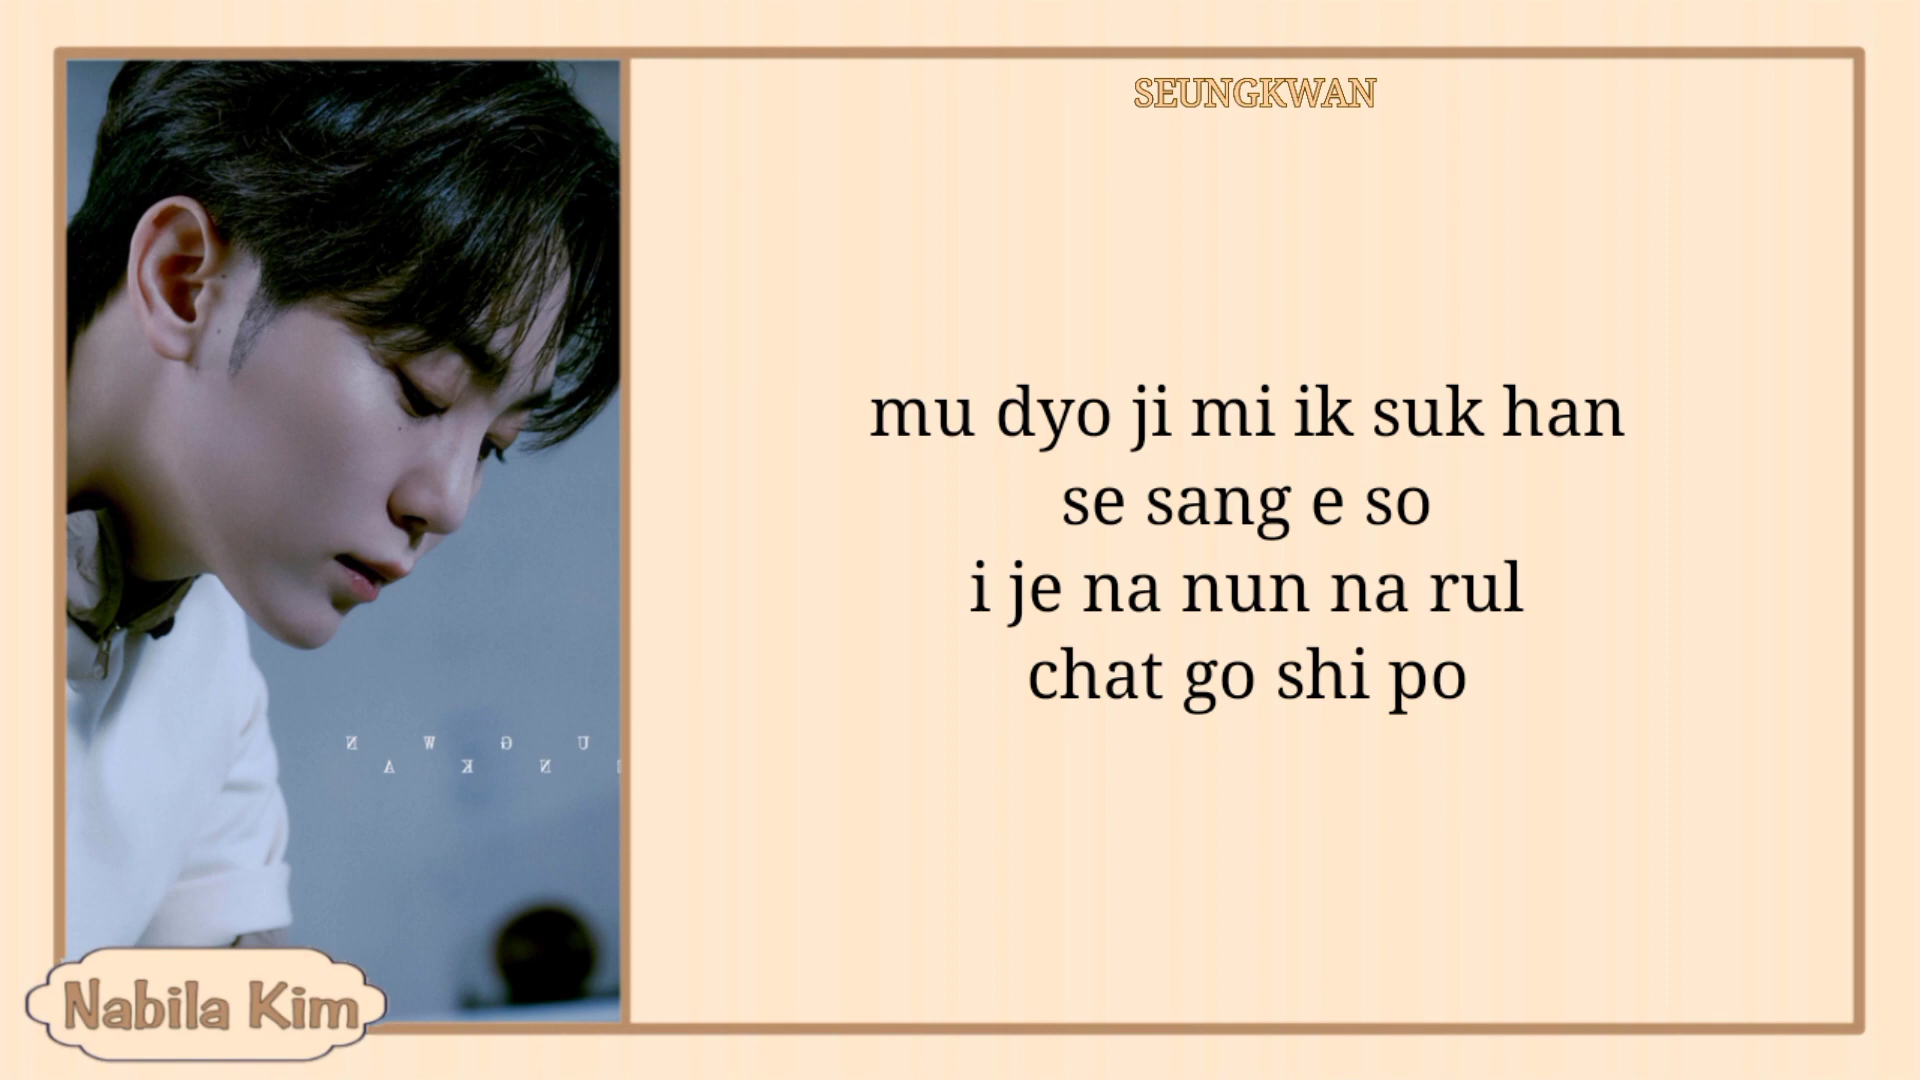 SEUNGKWAN
mu dyo ji mi ik suk han
se sang e so
i je na nun na rul
chat go shi po
N W G U
A K N
Nabila Kim